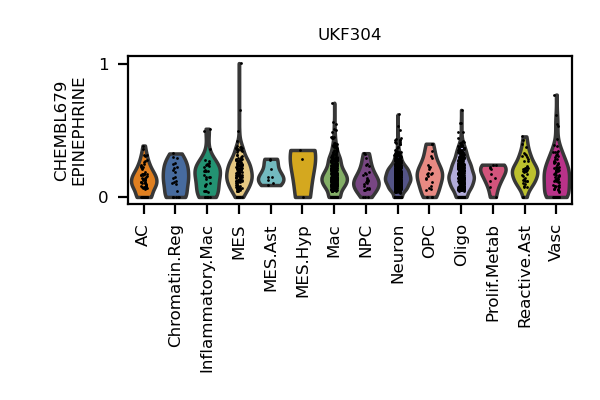 UKF304
CHEMBL679
EPINEPHRINE
1
0
AC
Chromatin.Reg
Inflammatory.Mac
MES
MES.Ast
MES.Hyp
Mac
NPC
Neuron
OPC
Oligo
Prolif.Metab
Reactive.Ast
Vasc